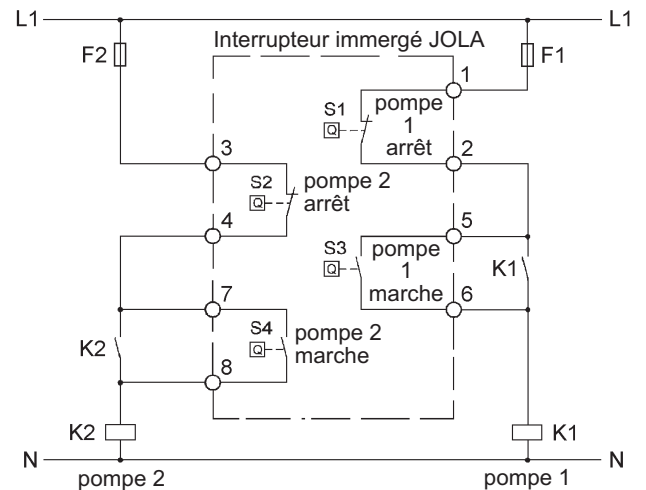 L1 L1
F2 Interrupteur immergé JOLA F1
1
S1 pompe
1
arrêt
Q
3 2
S2 pompe 2
arrêt
Q
4 5
S3 pompe
1
marche
Q
K1
7 6
S4 pompe 2
marche
Q
K2
8
K2 K1
N N
pompe 2 pompe 1